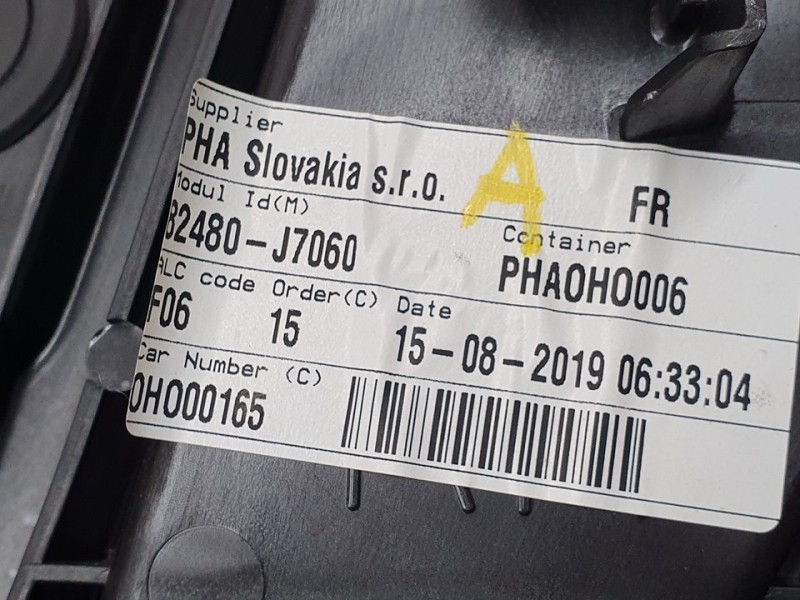 Supplier
PHA Slovakia s.r.o.
A
FR
Modul Id(M)
82480-J7060
Container
PHAOHO006
ALC code
F06
Order(C)
15
Date
15-08-2019 06:33:04
Car Number (C)
OHO00165